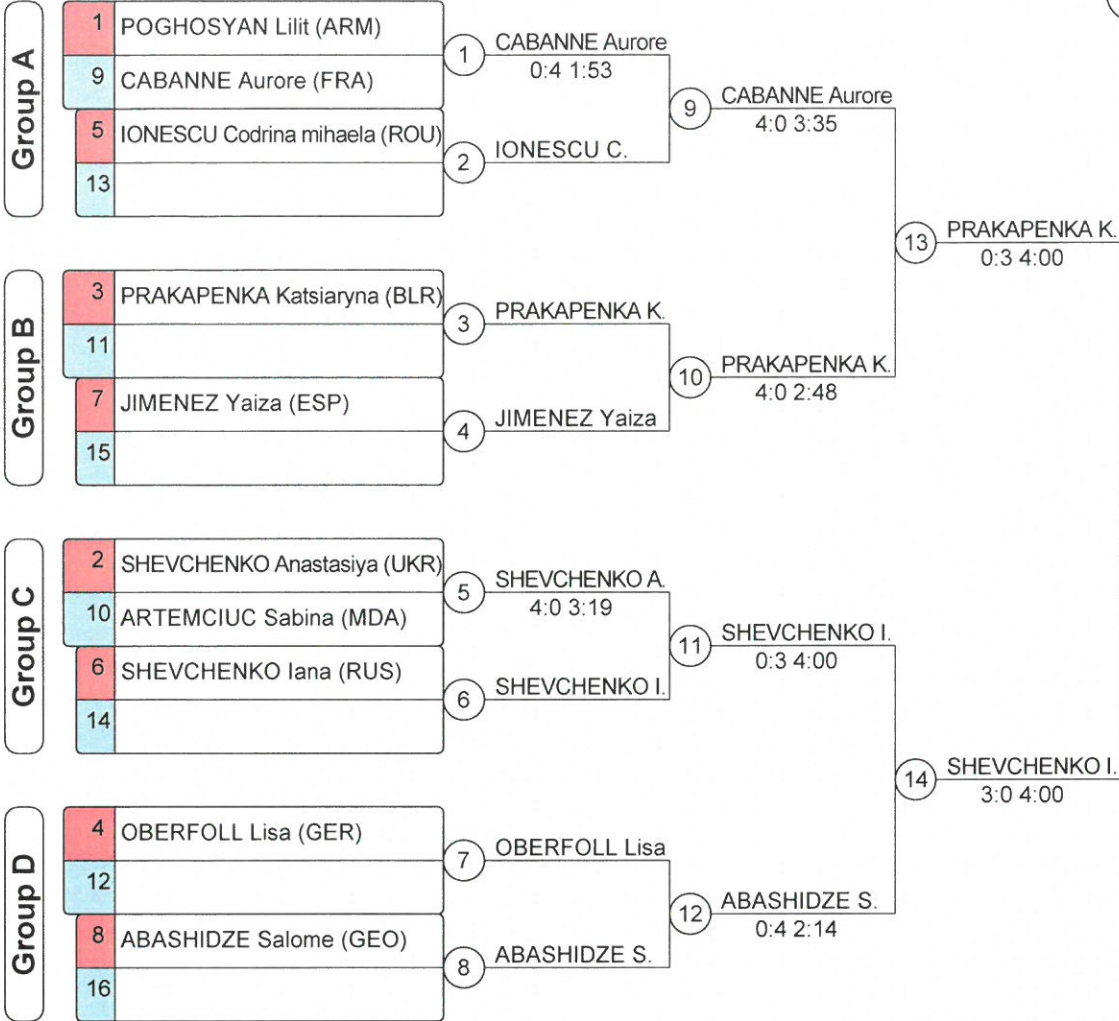 Group A
1 POGHOSYAN Lilit (ARM)
9 CABANNE Aurore (FRA)
5 IONESCU Codrina mihaela (ROU)
13
1 CABANNE Aurore
0:4 1:53
2 IONESCU C.
9 CABANNE Aurore
4:0 3:35
13 PRAKAPENKA K.
0:3 4:00
Group B
3 PRAKAPENKA Katsiaryna (BLR)
11
7 JIMENEZ Yaiza (ESP)
15
3 PRAKAPENKA K.
4 JIMENEZ Yaiza
10 PRAKAPENKA K.
4:0 2:48
Group C
2 SHEVCHENKO Anastasiya (UKR)
10 ARTEMCIUC Sabina (MDA)
6 SHEVCHENKO Iana (RUS)
14
5 SHEVCHENKO A.
4:0 3:19
6 SHEVCHENKO I.
11 SHEVCHENKO I.
0:3 4:00
14 SHEVCHENKO I.
3:0 4:00
Group D
4 OBERFOLL Lisa (GER)
12
8 ABASHIDZE Salome (GEO)
16
7 OBERFOLL Lisa
8 ABASHIDZE S.
12 ABASHIDZE S.
0:4 2:14